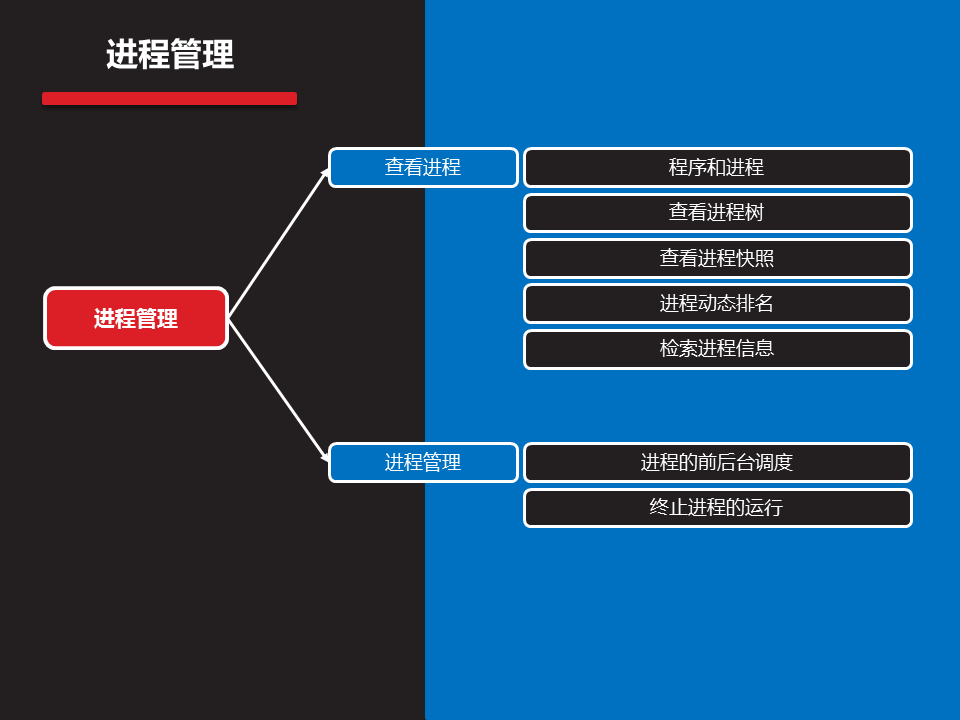 进程管理
查看进程
程序和进程
查看进程树
查看进程快照
进程动态排名
检索进程信息
进程管理
进程管理
进程的前后台调度
终止进程的运行